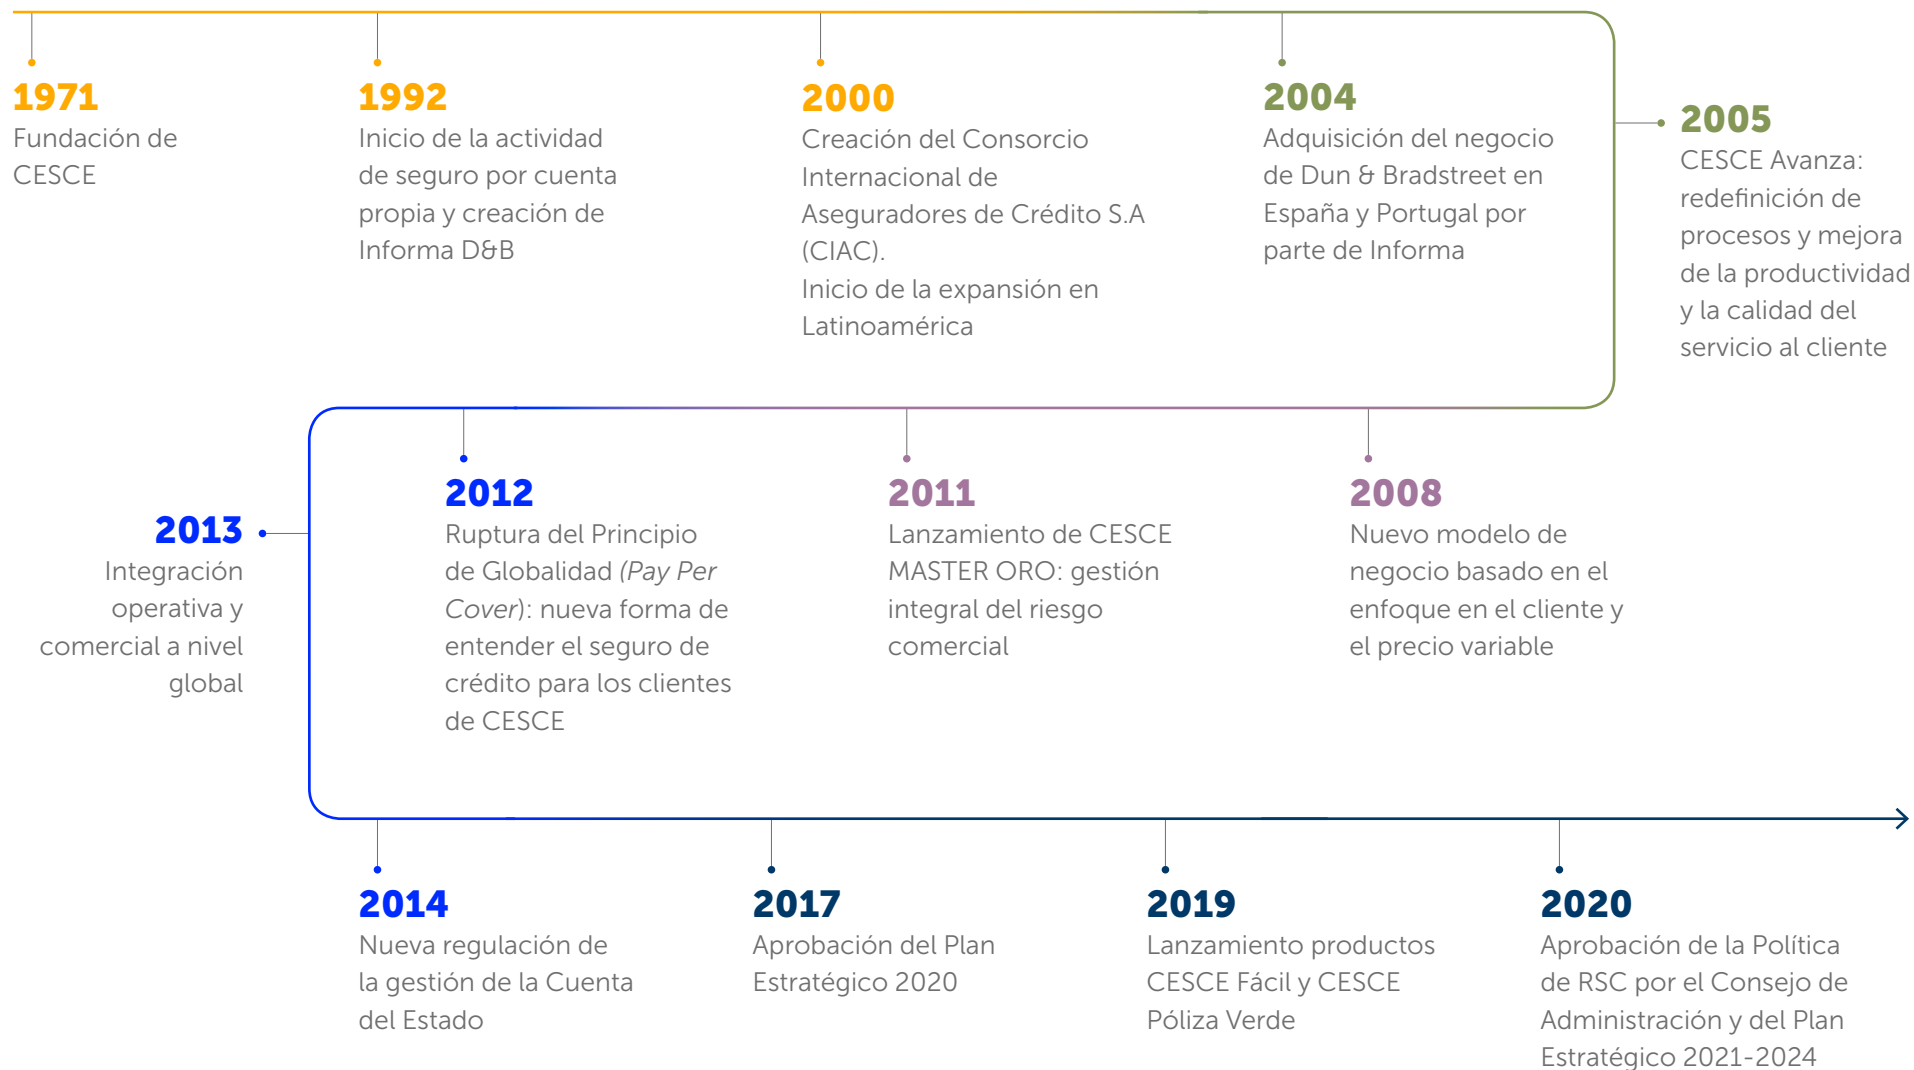 1971
Fundación de
CESCE
1992
Inicio de la actividad
de seguro por cuenta
propia y creación de
Informa D&B
2000
Creación del Consorcio
Internacional de
Aseguradores de Crédito S.A
(CIAC).
Inicio de la expansión en
Latinoamérica
2004
Adquisición del negocio
de Dun & Bradstreet en
España y Portugal por
parte de Informa
2005
CESCE Avanza:
redefinición de
procesos y mejora
de la productividad
y la calidad del
servicio al cliente
2008
Nuevo modelo de
negocio basado en el
enfoque en el cliente y
el precio variable
2011
Lanzamiento de CESCE
MASTER ORO: gestión
integral del riesgo
comercial
2012
Ruptura del Principio
de Globalidad (Pay Per
Cover): nueva forma de
entender el seguro de
crédito para los clientes
de CESCE
2013
Integración
operativa y
comercial a nivel
global
2014
Nueva regulación de
la gestión de la Cuenta
del Estado
2017
Aprobación del Plan
Estratégico 2020
2019
Lanzamiento productos
CESCE Fácil y CESCE
Póliza Verde
2020
Aprobación de la Política
de RSC por el Consejo de
Administración y del Plan
Estratégico 2021-2024